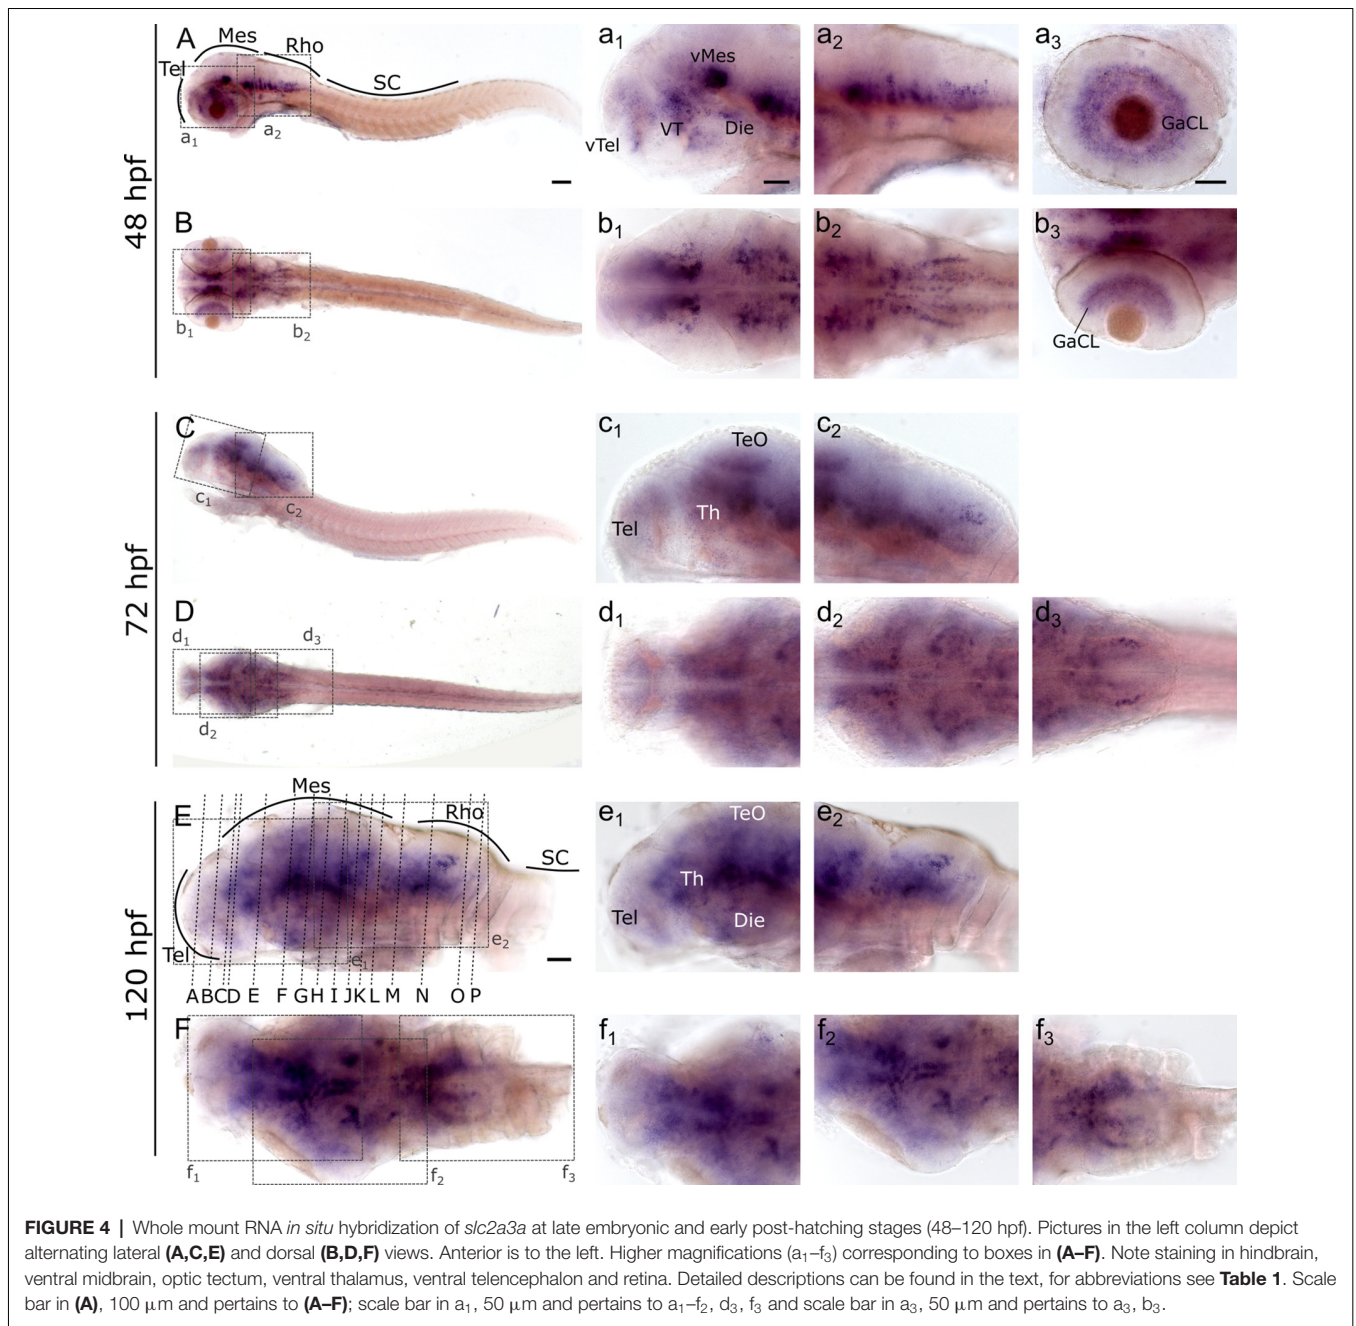 48 hpf
A
Mes
Rho
Tel
SC
a1
a2
a1
vMes
VT
Die
vTel
a2
a3
GaCL
B
b1
b2
b1
b2
b3
GaCL
72 hpf
C
c1
c2
c1
TeO
Th
Tel
c2
D
d1
d3
d2
d1
d2
d3
120 hpf
Mes
E
Rho
SC
Tel
e1
e2
A B C D E F G H I J K L M N O P
e1
TeO
Th
Tel
Die
e2
F
f1
f2
f3
f1
f2
f3
FIGURE 4 | Whole mount RNA in situ hybridization of slc2a3a at late embryonic and early post-hatching stages (48–120 hpf). Pictures in the left column depict
alternating lateral (A,C,E) and dorsal (B,D,F) views. Anterior is to the left. Higher magnifications (a1–f3) corresponding to boxes in (A–F). Note staining in hindbrain,
ventral midbrain, optic tectum, ventral thalamus, ventral telencephalon and retina. Detailed descriptions can be found in the text, for abbreviations see Table 1. Scale
bar in (A), 100 μm and pertains to (A–F); scale bar in a1, 50 μm and pertains to a1–f2, d3, f3 and scale bar in a3, 50 μm and pertains to a3, b3.